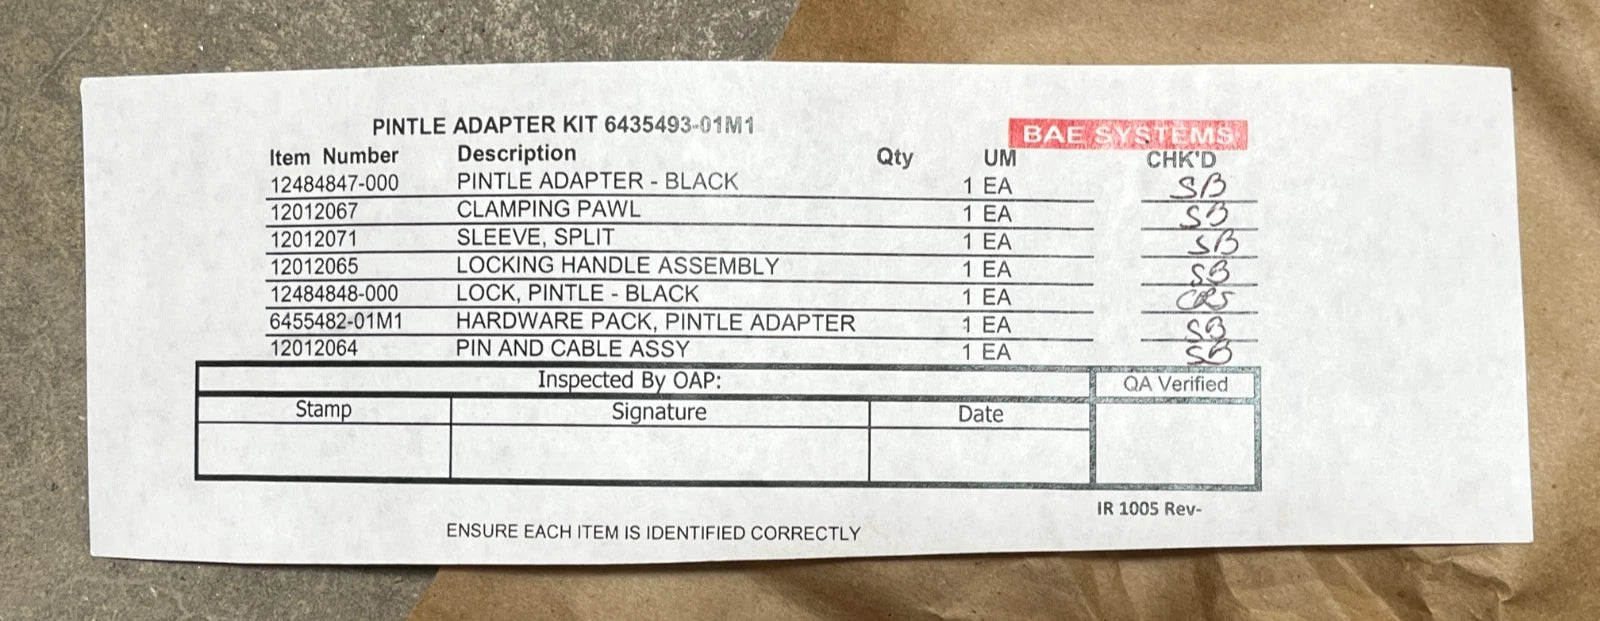 PINTLE ADAPTER KIT 6435493-01M1
BAE SYSTEMS
Item Number Description Qty UM CHK'D
12484847-000 PINTLE ADAPTER - BLACK 1 EA SB
12012067 CLAMPING PAWL 1 EA SB
12012071 SLEEVE, SPLIT 1 EA SB
12012065 LOCKING HANDLE ASSEMBLY 1 EA SB
12484848-000 LOCK, PINTLE - BLACK 1 EA CRS
6455482-01M1 HARDWARE PACK, PINTLE ADAPTER 1 EA SB
12012064 PIN AND CABLE ASSY 1 EA SB
Inspected By OAP: QA Verified
Stamp Signature Date
IR 1005 Rev-
ENSURE EACH ITEM IS IDENTIFIED CORRECTLY